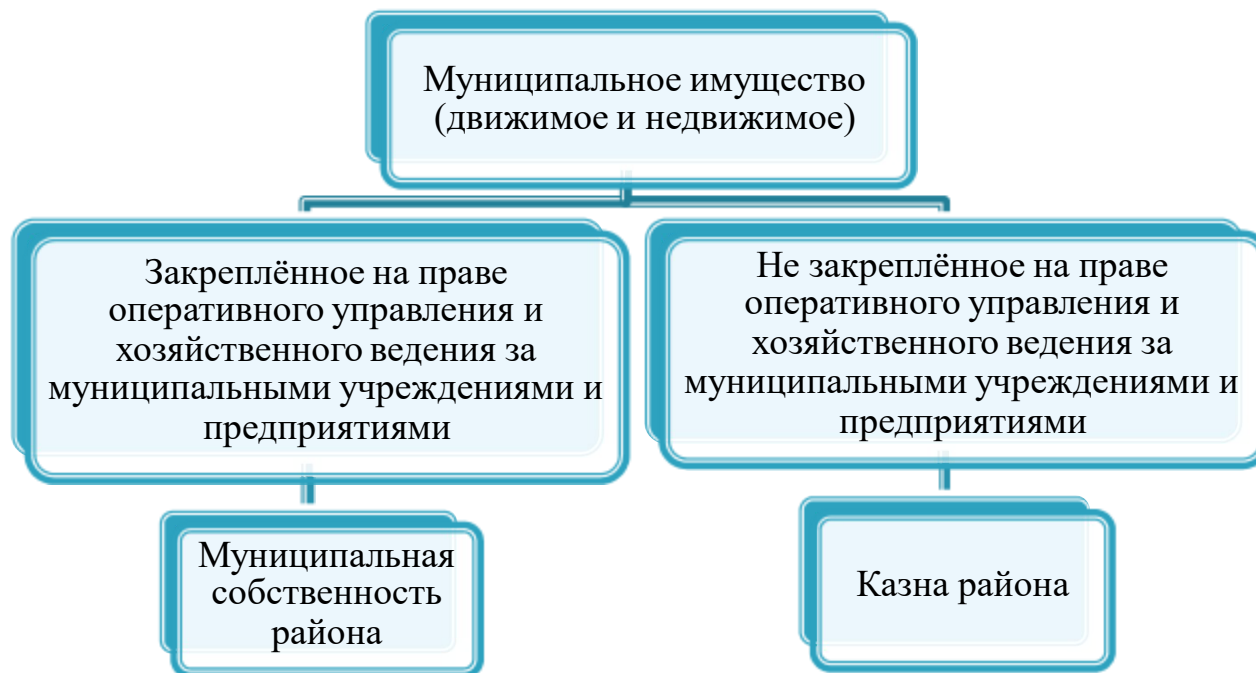 Муниципальное имущество
(движимое и недвижимое)
Закреплённое на праве
оперативного управления и
хозяйственного ведения за
муниципальными учреждениями и
предприятиями
Не закреплённое на праве
оперативного управления и
хозяйственного ведения за
муниципальными учреждениями и
предприятиями
Муниципальная
собственность
района
Казна района